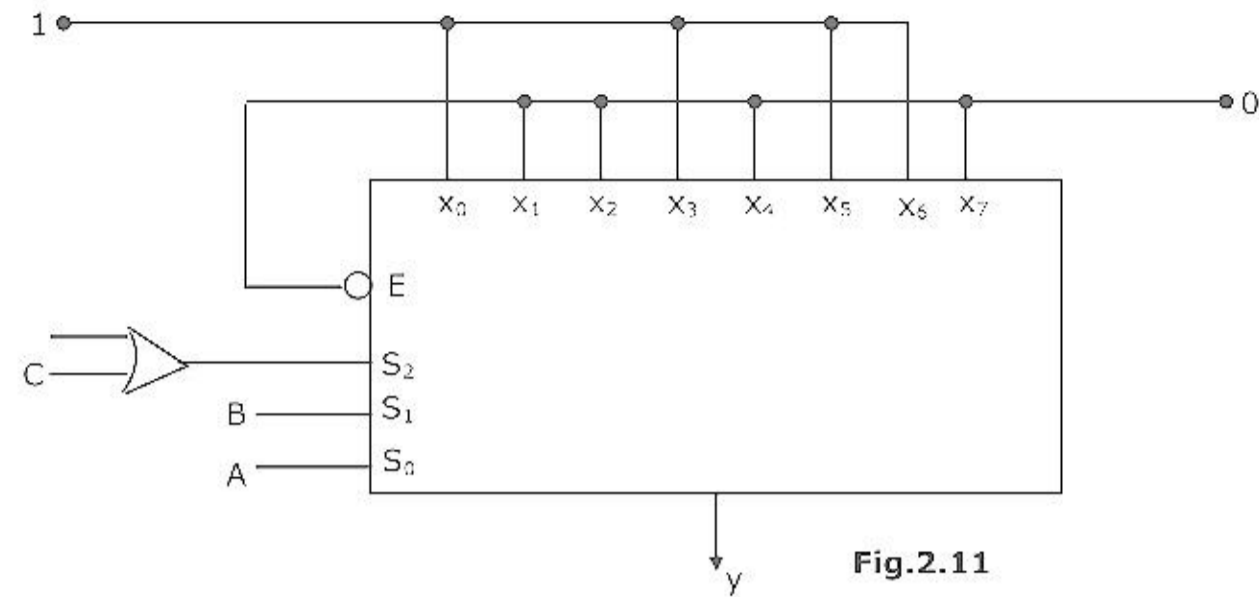 1
0
X₀ X₁ X₂ X₃ X₄ X₅ X₆ X₇
E
C
S₂
B S₁
A S₀
y
Fig.2.11